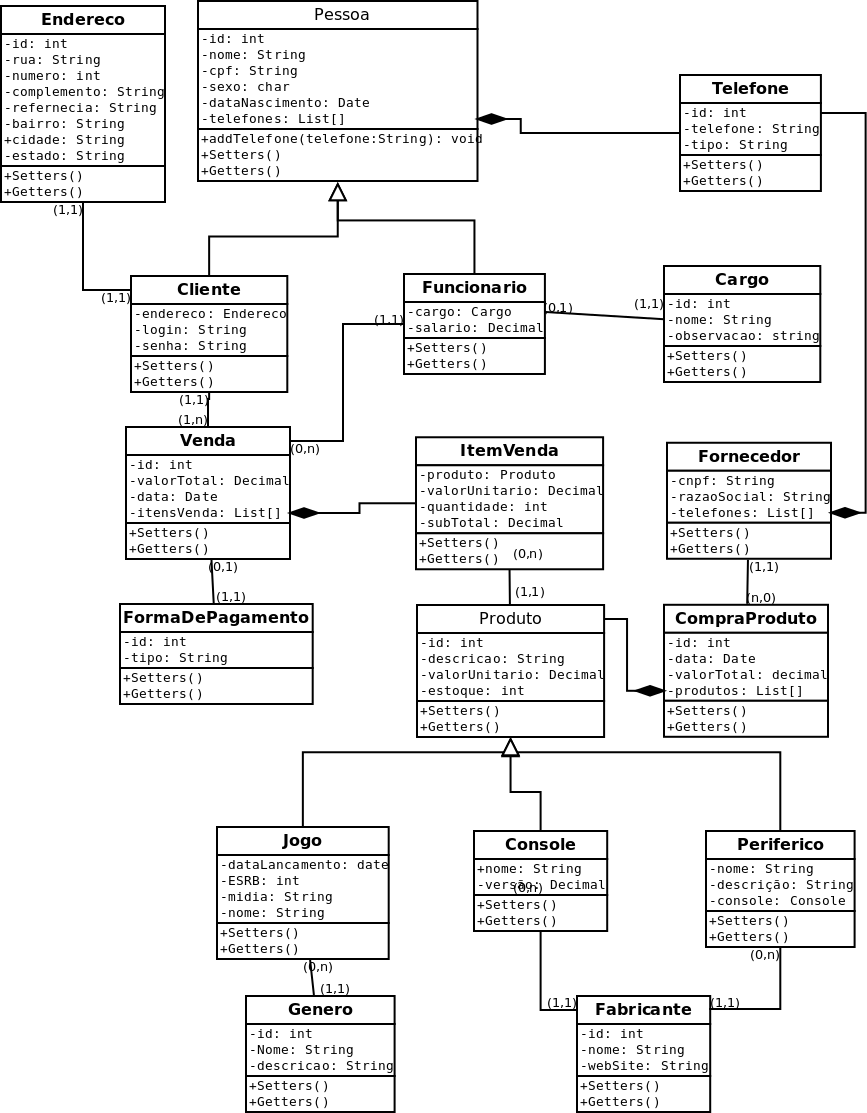 Endereco
-id: int
-rua: String
-numero: int
-complemento: String
-refernecia: String
-bairro: String
+cidade: String
-estado: String
+Setters()
+Getters()
(1,1)
Pessoa
-id: int
-nome: String
-cpf: String
-sexo: char
-dataNascimento: Date
-telefones: List[]
+addTelefone(telefone:String): void
+Setters()
+Getters()
Telefone
-id: int
-telefone: String
-tipo: String
+Setters()
+Getters()
(1,1)
Cliente
-endereco: Endereco
-login: String
-senha: String
+Setters()
+Getters()
(1,1)
(1,1)
Funcionario
-cargo: Cargo
-salario: Decimal
+Setters()
+Getters()
(0,1)
(1,1)
Cargo
-id: int
-nome: String
-observacao: string
+Setters()
+Getters()
(1,n)
Venda
(0,n)
-id: int
-valorTotal: Decimal
-data: Date
-itensVenda: List[]
+Setters()
+Getters()
(0,1)
ItemVenda
-produto: Produto
-valorUnitario: Decimal
-quantidade: int
-subTotal: Decimal
+Setters()
+Getters()
(0,n)
(1,1)
Fornecedor
-cnpf: String
-razaoSocial: String
-telefones: List[]
+Setters()
+Getters()
(1,1)
(n,0)
(1,1)
FormaDePagamento
-id: int
-tipo: String
+Setters()
+Getters()
Produto
-id: int
-descricao: String
-valorUnitario: Decimal
-estoque: int
+Setters()
+Getters()
CompraProduto
-id: int
-data: Date
-valorTotal: decimal
-produtos: List[]
+Setters()
+Getters()
Jogo
-dataLancamento: date
-ESRB: int
-midia: String
-nome: String
+Setters()
+Getters()
(0,n)
(1,1)
Console
+nome: String
-versão: Decimal
(0,n)
+Setters()
+Getters()
Periferico
-nome: String
-descrição: String
-console: Console
+Setters()
+Getters()
(0,n)
Genero
-id: int
-Nome: String
-descricao: String
+Setters()
+Getters()
(1,1)
Fabricante
(1,1)
-id: int
-nome: String
-webSite: String
+Setters()
+Getters()